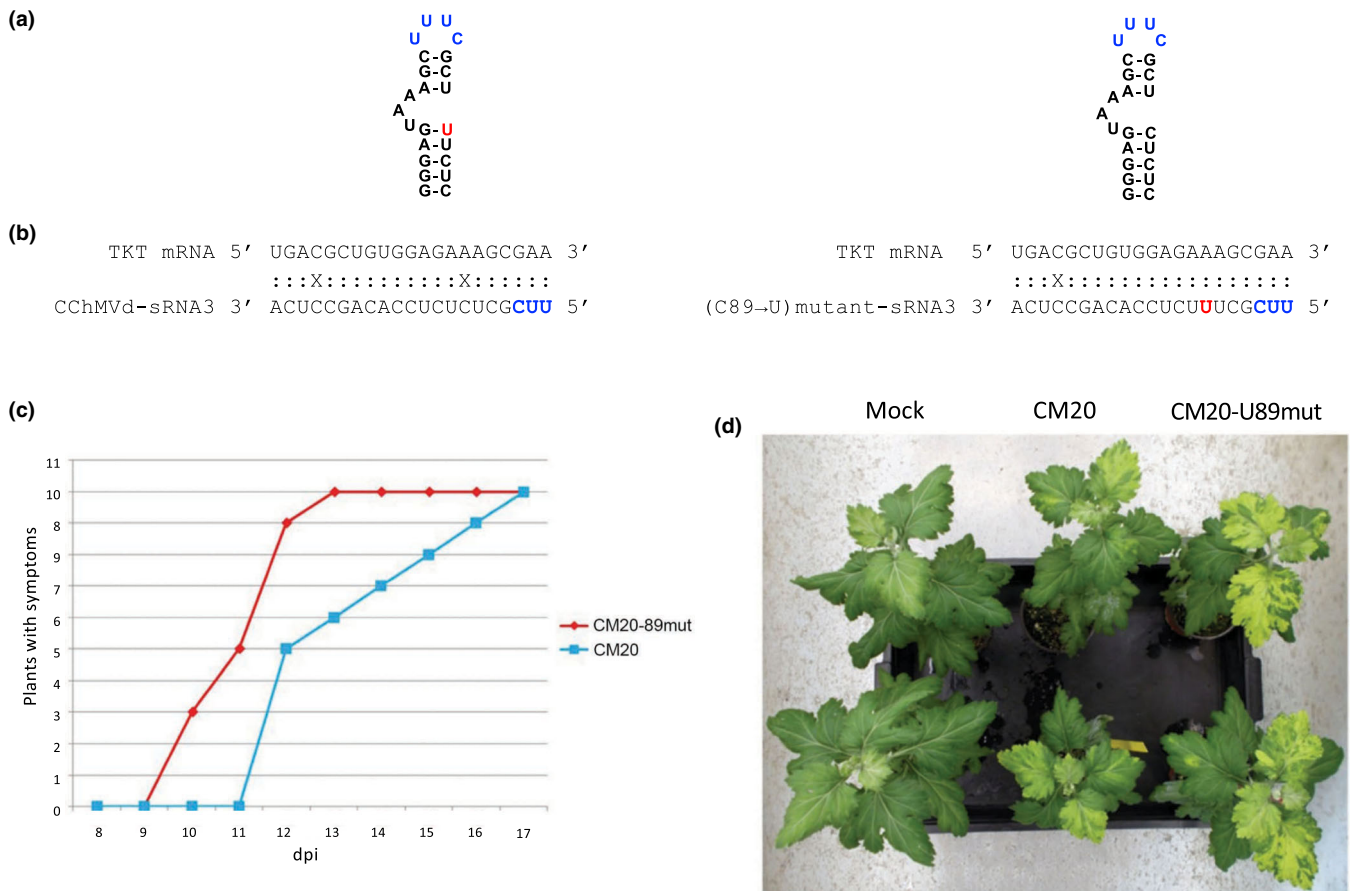 (a)
U U
U C
C-G
G-C
A-U
A
A
U G-U
A-U
G-C
G-U
G-C
U U
U C
C-G
G-C
A-U
A
A
U G-C
A-U
G-C
G-U
G-C
(b)
TKT mRNA 5′ UGACGCUGUGGAGAAAGCGAA 3′
:::X::::::::::X::::::
CChMVd-sRNA3 3′ ACUCCGACACCUCUCUCGCUU 5′
TKT mRNA 5′ UGACGCUGUGGAGAAAGCGAA 3′
:::X:::::::::::::::::
(C89→U)mutant-sRNA3 3′ ACUCCGACACCUCUUUCGCUU 5′
(c)
Plants with symptoms
11
10
8
9
7
6
5
4
3
2
1
0
8 9 10 11 12 13 14 15 16 17
dpi
CM20-89mut
CM20
(d)
Mock CM20 CM20-U89mut